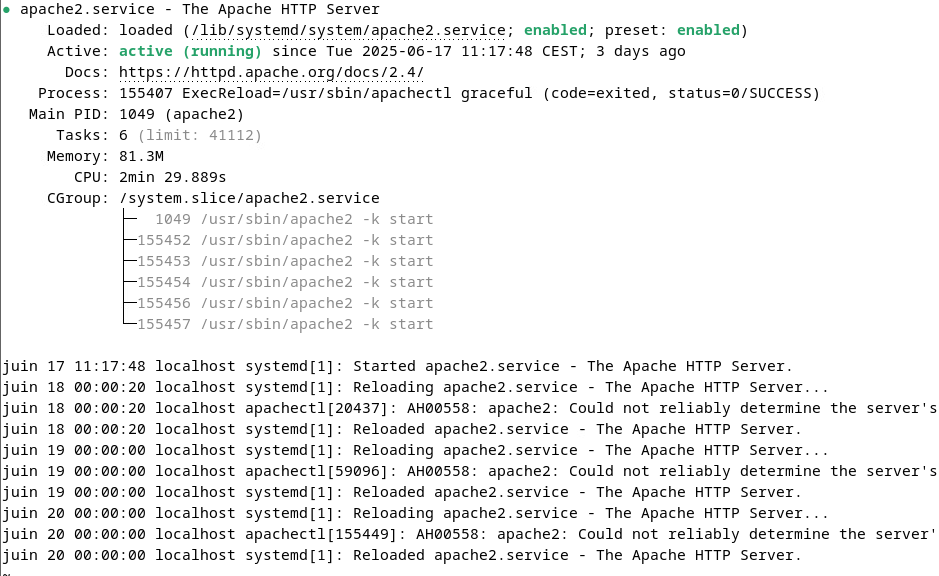 ● apache2.service - The Apache HTTP Server
Loaded: loaded (/lib/systemd/system/apache2.service; enabled; preset: enabled)
Active: active (running) since Tue 2025-06-17 11:17:48 CEST; 3 days ago
Docs: https://httpd.apache.org/docs/2.4/
Process: 155407 ExecReload=/usr/sbin/apachectl graceful (code=exited, status=0/SUCCESS)
Main PID: 1049 (apache2)
Tasks: 6 (limit: 41112)
Memory: 81.3M
CPU: 2min 29.889s
CGroup: /system.slice/apache2.service
├─  1049 /usr/sbin/apache2 -k start
├─155452 /usr/sbin/apache2 -k start
├─155453 /usr/sbin/apache2 -k start
├─155454 /usr/sbin/apache2 -k start
├─155456 /usr/sbin/apache2 -k start
└─155457 /usr/sbin/apache2 -k start
juin 17 11:17:48 localhost systemd[1]: Started apache2.service - The Apache HTTP Server.
juin 18 00:00:20 localhost systemd[1]: Reloading apache2.service - The Apache HTTP Server...
juin 18 00:00:20 localhost apachectl[20437]: AH00558: apache2: Could not reliably determine the server's
juin 18 00:00:20 localhost systemd[1]: Reloaded apache2.service - The Apache HTTP Server.
juin 19 00:00:00 localhost systemd[1]: Reloading apache2.service - The Apache HTTP Server...
juin 19 00:00:00 localhost apachectl[59096]: AH00558: apache2: Could not reliably determine the server's
juin 19 00:00:00 localhost systemd[1]: Reloaded apache2.service - The Apache HTTP Server.
juin 20 00:00:00 localhost systemd[1]: Reloading apache2.service - The Apache HTTP Server...
juin 20 00:00:00 localhost apachectl[155449]: AH00558: apache2: Could not reliably determine the server'
juin 20 00:00:00 localhost systemd[1]: Reloaded apache2.service - The Apache HTTP Server.